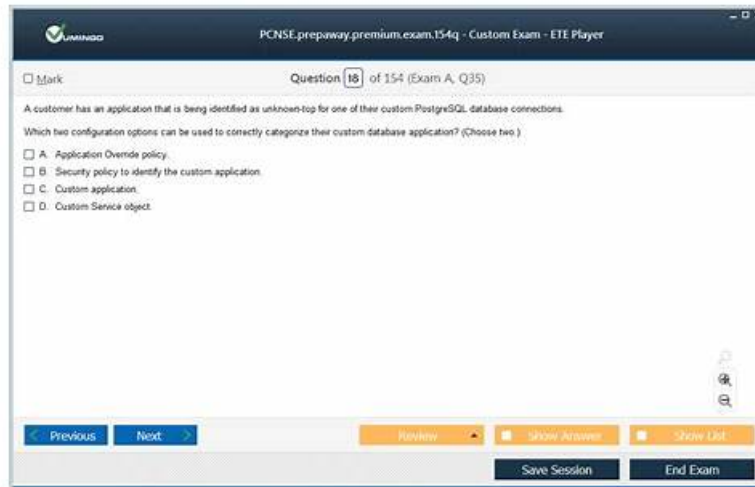 VUMINGO
PCNSE.prepaway.premium.exam.154q - Custom Exam - ETE Player
Mark
Question 18 of 154 (Exam A, Q35)
A customer has an application that is being identified as unknown-tcp for one of their custom PostgreSQL database connections.
Which two configuration options can be used to correctly categorize their custom database application? (Choose two.)
A. Application Override policy.
B. Security policy to identify the custom application.
C. Custom application.
D. Custom Service object.
Previous
Next
Review
Show Answer
Show List
Save Session
End Exam